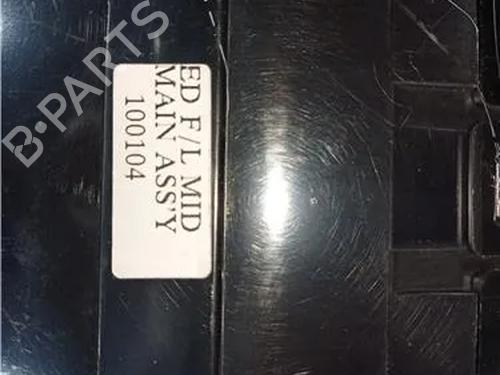 B·PARTS
ED F/L MID
MAIN ASS'Y
100104